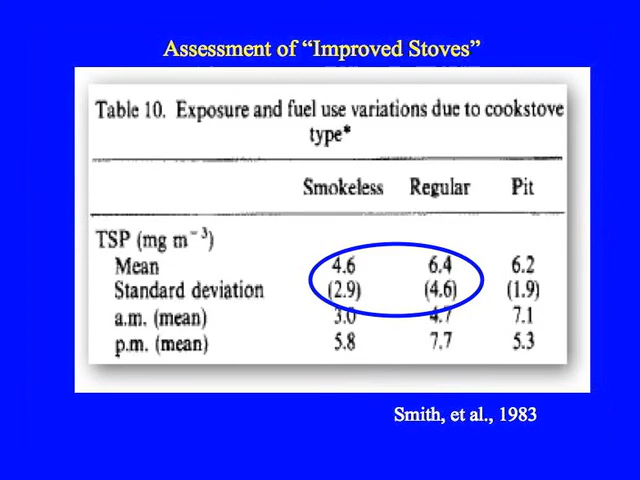 Assessment of “Improved Stoves”
Table 10. Exposure and fuel use variations due to cookstove
type*
Smokeless Regular Pit
TSP (mg m⁻³)
Mean 4.6 6.4 6.2
Standard deviation (2.9) (4.6) (1.9)
a.m. (mean) 3.0 4.7 7.1
p.m. (mean) 5.8 7.7 5.3
Smith, et al., 1983